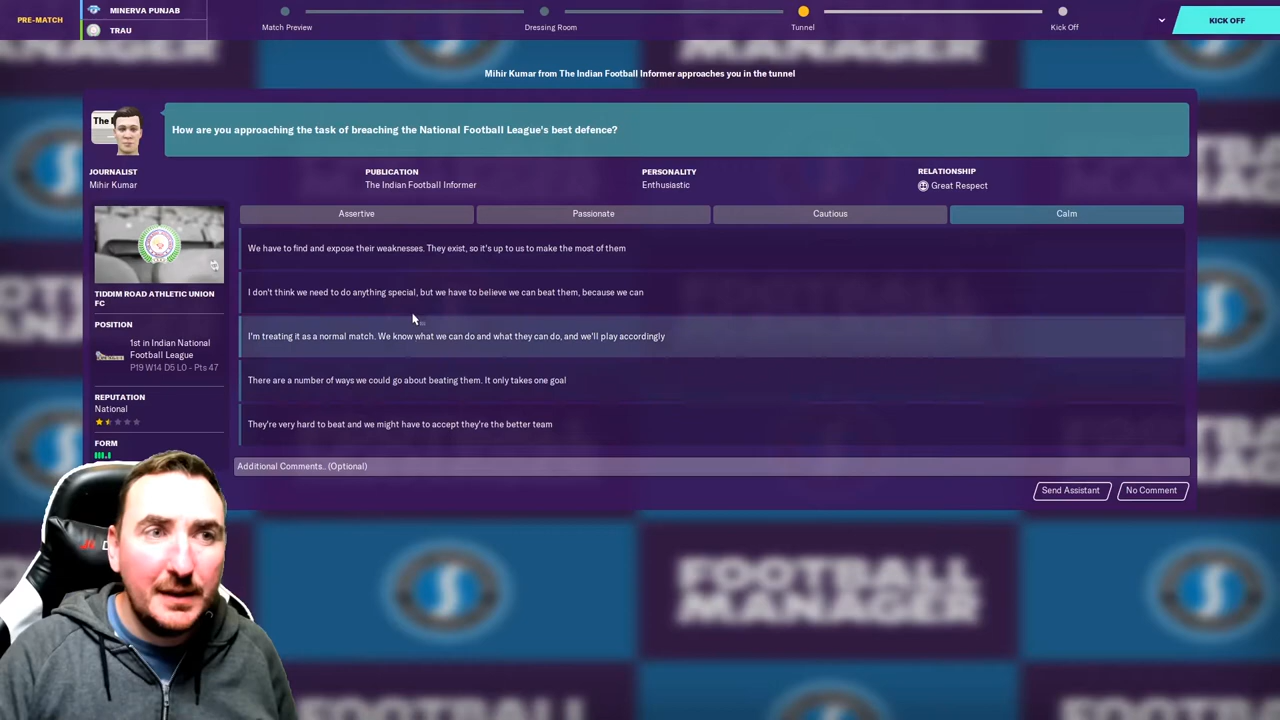 PRE-MATCH
MINERVA PUNJAB
TRAU
Match Preview
Dressing Room
Tunnel
Kick Off
KICK OFF
Mihir Kumar from The Indian Football Informer approaches you in the tunnel
The I
How are you approaching the task of breaching the National Football League's best defence?
JOURNALIST
Mihir Kumar
PUBLICATION
The Indian Football Informer
PERSONALITY
Enthusiastic
RELATIONSHIP
Great Respect
Assertive
Passionate
Cautious
Calm
We have to find and expose their weaknesses. They exist, so it's up to us to make the most of them
I don't think we need to do anything special, but we have to believe we can beat them, because we can
I'm treating it as a normal match. We know what we can do and what they can do, and we'll play accordingly
There are a number of ways we could go about beating them. It only takes one goal
They're very hard to beat and we might have to accept they're the better team
TIDDIM ROAD ATHLETIC UNION
FC
POSITION
1st in Indian National
Football League
P19 W14 D5 L0 - Pts 47
REPUTATION
National
FORM
Additional Comments.. (Optional)
Send Assistant
No Comment
FOOTBALL
MANAGER